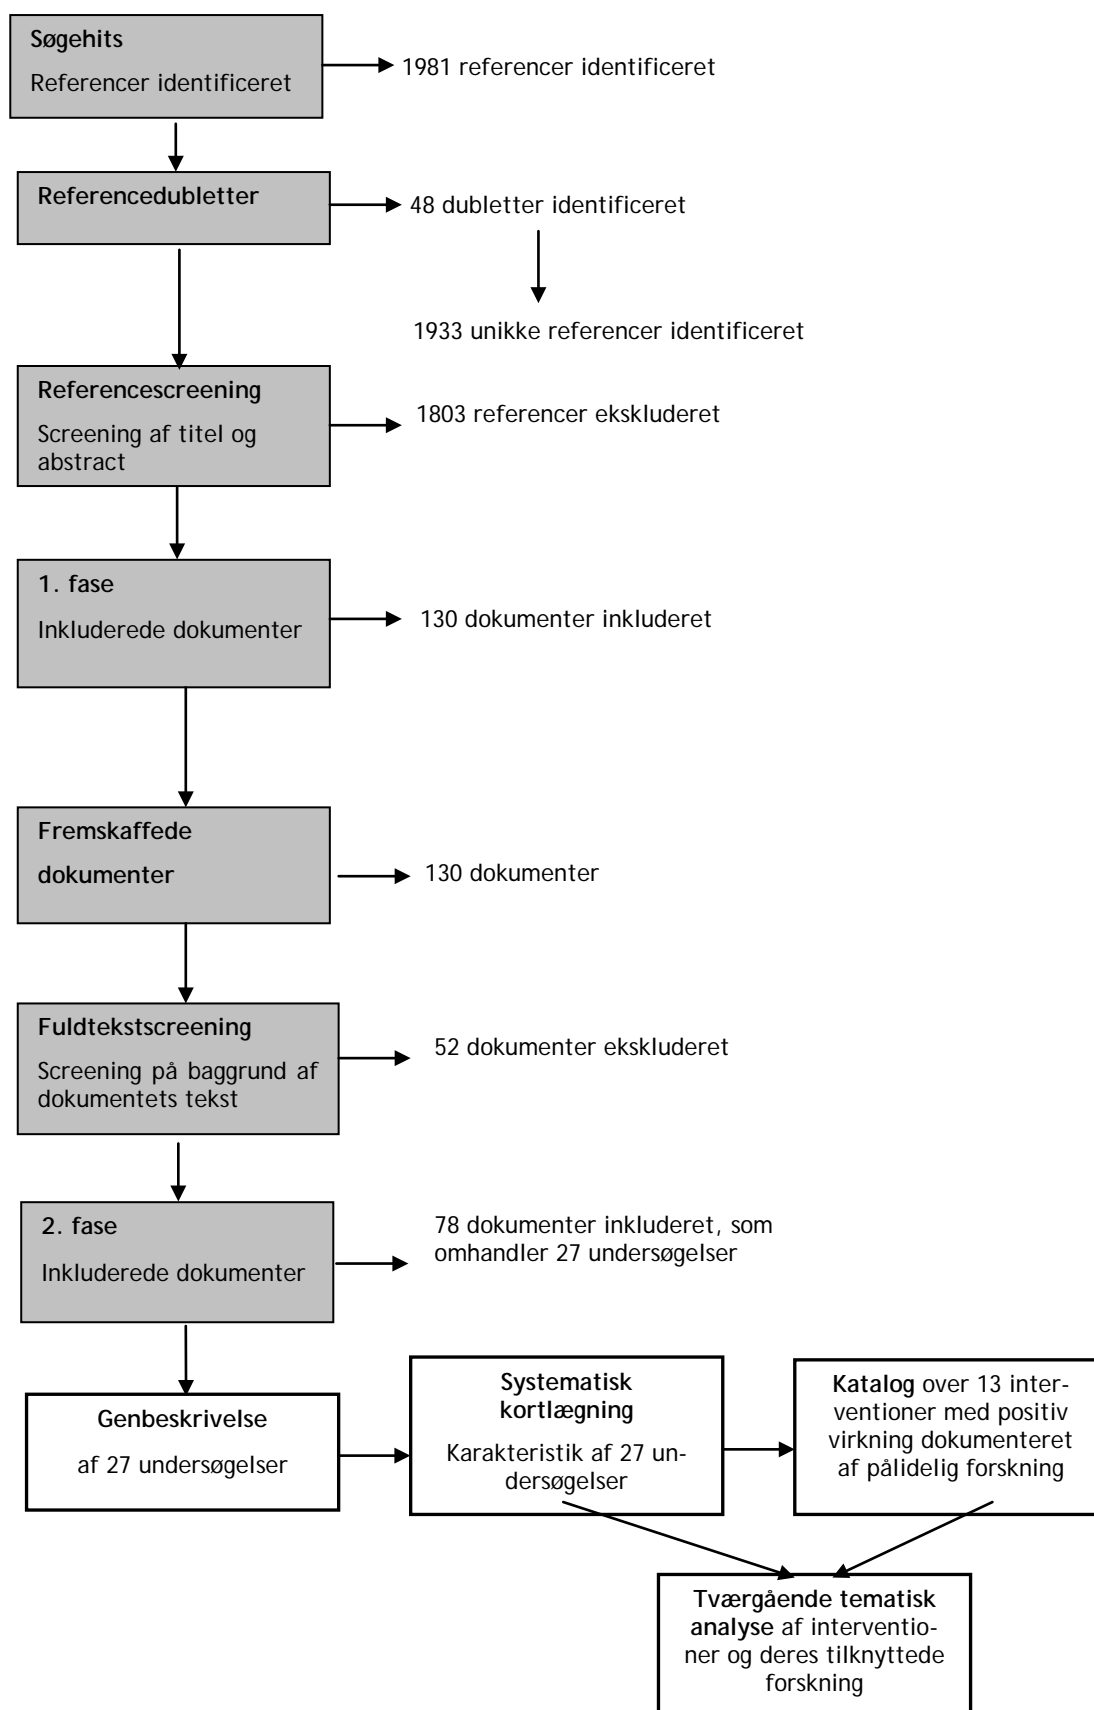 Søgehits
Referencer identificeret
1981 referencer identificeret
Referencedubletter
48 dubletter identificeret
1933 unikke referencer identificeret
Referencescreening
Screening af titel og
abstract
1803 referencer ekskluderet
1. fase
Inkluderede dokumenter
130 dokumenter inkluderet
Fremskaffede
dokumenter
130 dokumenter
Fuldtekstscreening
Screening på baggrund af
dokumentets tekst
52 dokumenter ekskluderet
2. fase
Inkluderede dokumenter
78 dokumenter inkluderet, som
omhandler 27 undersøgelser
Genbeskrivelse
af 27 undersøgelser
Systematisk
kortlægning
Karakteristik af 27 un-
dersøgelser
Katalog over 13 inter-
ventioner med positiv
virkning dokumenteret
af pålidelig forskning
Tværgående tematisk
analyse af interventio-
ner og deres tilknyttede
forskning